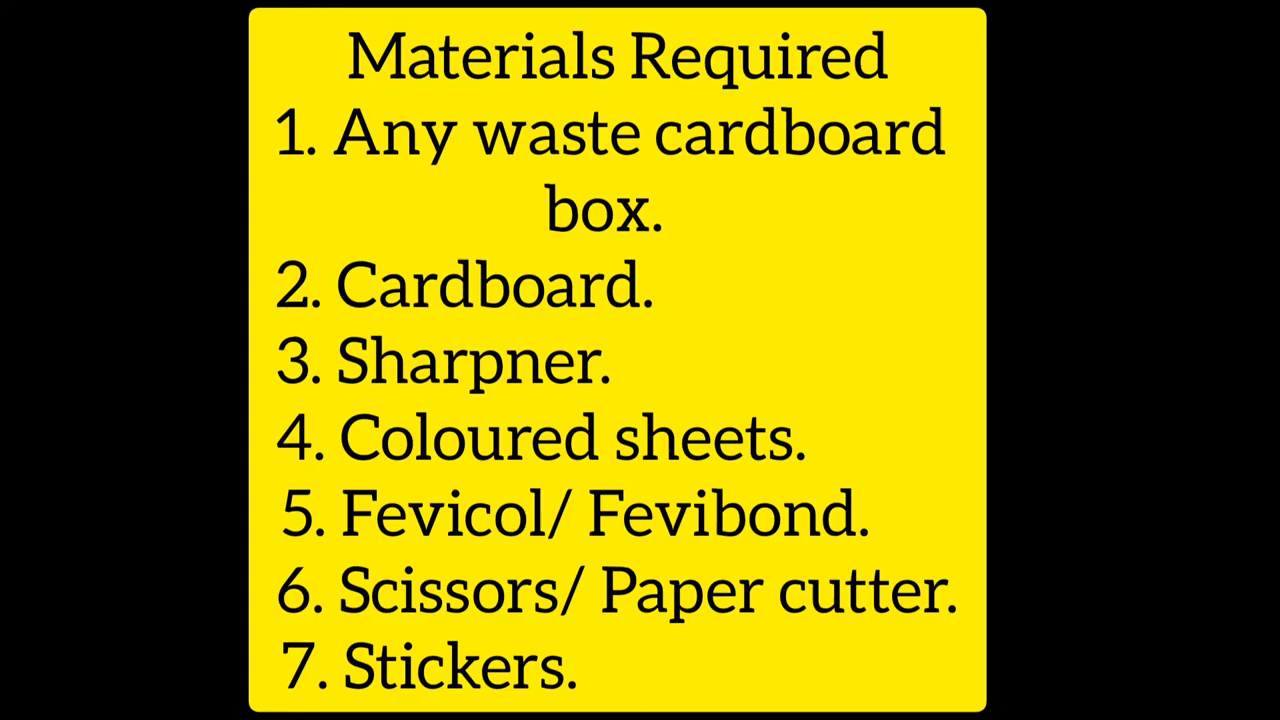 Materials Required
1. Any waste cardboard
box.
2. Cardboard.
3. Sharpner.
4. Coloured sheets.
5. Fevicol/ Fevibond.
6. Scissors/ Paper cutter.
7. Stickers.